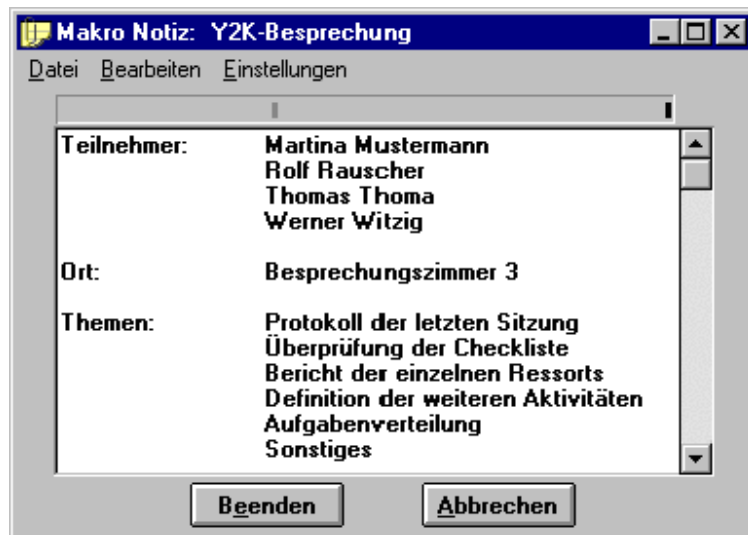 Makro Notiz: Y2K-Besprechung
Datei Bearbeiten Einstellungen
Teilnehmer: Martina Mustermann
Rolf Rauscher
Thomas Thoma
Werner Witzig
Ort: Besprechungszimmer 3
Themen: Protokoll der letzten Sitzung
Überprüfung der Checkliste
Bericht der einzelnen Ressorts
Definition der weiteren Aktivitäten
Aufgabenverteilung
Sonstiges
Beenden Abbrechen